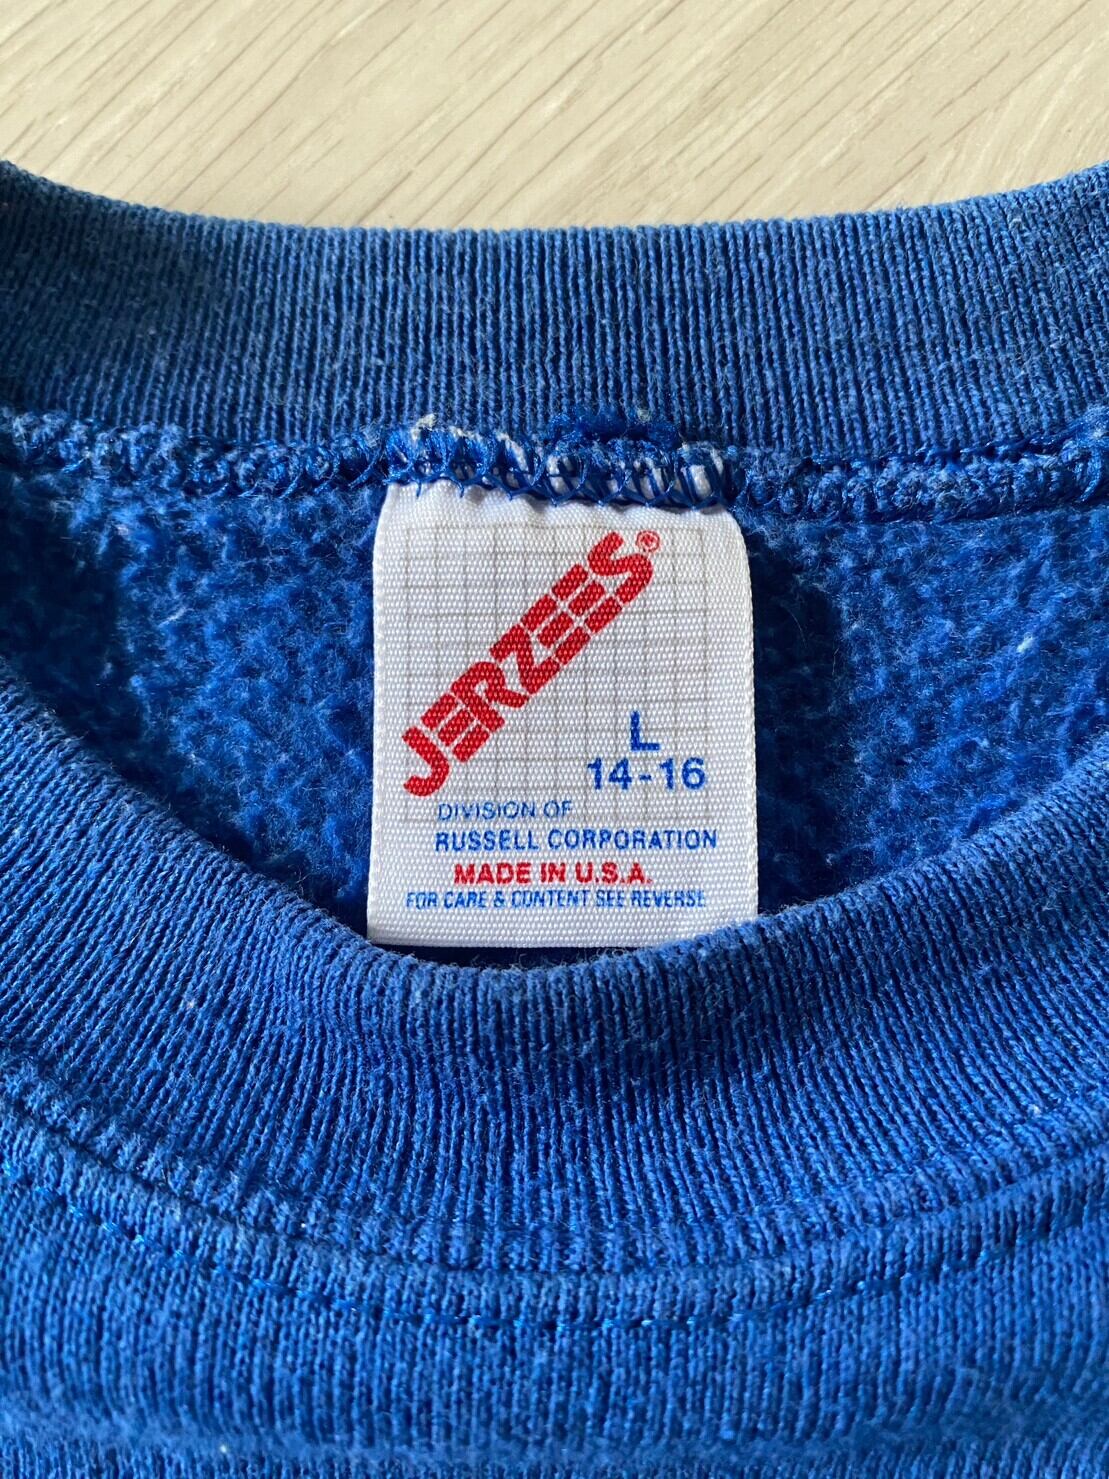 JERZEES®
L
14-16
DIVISION OF
RUSSELL CORPORATION
MADE IN U.S.A.
FOR CARE & CONTENT SEE REVERSE